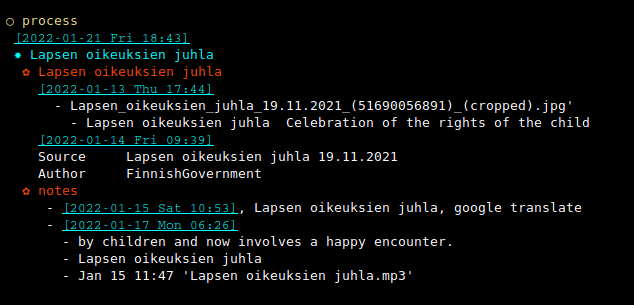 ○ process
[2022-01-21 Fri 18:43]
✸ Lapsen oikeuksien juhla
✿ Lapsen oikeuksien juhla
[2022-01-13 Thu 17:44]
- Lapsen_oikeuksien_juhla_19.11.2021_(51690056891)_(cropped).jpg'
- Lapsen oikeuksien juhla  Celebration of the rights of the child
[2022-01-14 Fri 09:39]
Source     Lapsen oikeuksien juhla 19.11.2021
Author     FinnishGovernment
✿ notes
- [2022-01-15 Sat 10:53], Lapsen oikeuksien juhla, google translate
- [2022-01-17 Mon 06:26]
- by children and now involves a happy encounter.
- Lapsen oikeuksien juhla
- Jan 15 11:47 'Lapsen oikeuksien juhla.mp3'